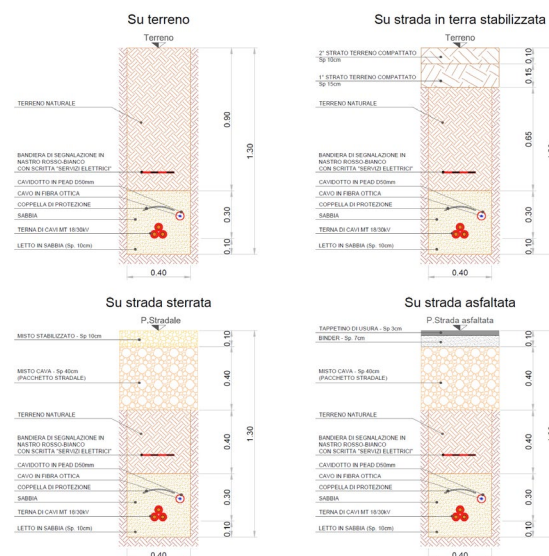 Su terreno
Terreno
TERRENO NATURALE
BANDIERA DI SEGNALAZIONE IN
NASTRO ROSSO-BIANCO
CON SCRITTA "SERVIZI ELETTRICI"
CAVIDOTTO IN PEAD D50mm
CAVO IN FIBRA OTTICA
COPPELLA DI PROTEZIONE
SABBIA
TERNA DI CAVI MT 18/30kV
LETTO IN SABBIA (Sp. 10cm)
0.90
0.30
0.10
1.30
0.40
Su strada in terra stabilizzata
Terreno
2° STRATO TERRENO COMPATTATO
Sp 10cm
1° STRATO TERRENO COMPATTATO
Sp 15cm
TERRENO NATURALE
BANDIERA DI SEGNALAZIONE IN
NASTRO ROSSO-BIANCO
CON SCRITTA "SERVIZI ELETTRICI"
CAVIDOTTO IN PEAD D50mm
CAVO IN FIBRA OTTICA
COPPELLA DI PROTEZIONE
SABBIA
TERNA DI CAVI MT 18/30kV
LETTO IN SABBIA (Sp. 10cm)
0.10
0.15
0.65
0.30
0.10
0.40
Su strada sterrata
P.Stradale
MISTO STABILIZZATO - Sp 10cm
MISTO CAVA - Sp 40cm
(PACCHETTO STRADALE)
TERRENO NATURALE
BANDIERA DI SEGNALAZIONE IN
NASTRO ROSSO-BIANCO
CON SCRITTA "SERVIZI ELETTRICI"
CAVIDOTTO IN PEAD D50mm
CAVO IN FIBRA OTTICA
COPPELLA DI PROTEZIONE
SABBIA
TERNA DI CAVI MT 18/30kV
LETTO IN SABBIA (Sp. 10cm)
0.10
0.40
0.40
0.30
0.10
1.30
0.40
Su strada asfaltata
P.Strada asfaltata
TAPPETINO DI USURA - Sp 3cm
BINDER - Sp. 7cm
MISTO CAVA - Sp 40cm
(PACCHETTO STRADALE)
TERRENO NATURALE
BANDIERA DI SEGNALAZIONE IN
NASTRO ROSSO-BIANCO
CON SCRITTA "SERVIZI ELETTRICI"
CAVIDOTTO IN PEAD D50mm
CAVO IN FIBRA OTTICA
COPPELLA DI PROTEZIONE
SABBIA
TERNA DI CAVI MT 18/30kV
LETTO IN SABBIA (Sp. 10cm)
0.10
0.40
0.40
0.30
0.10
0.40